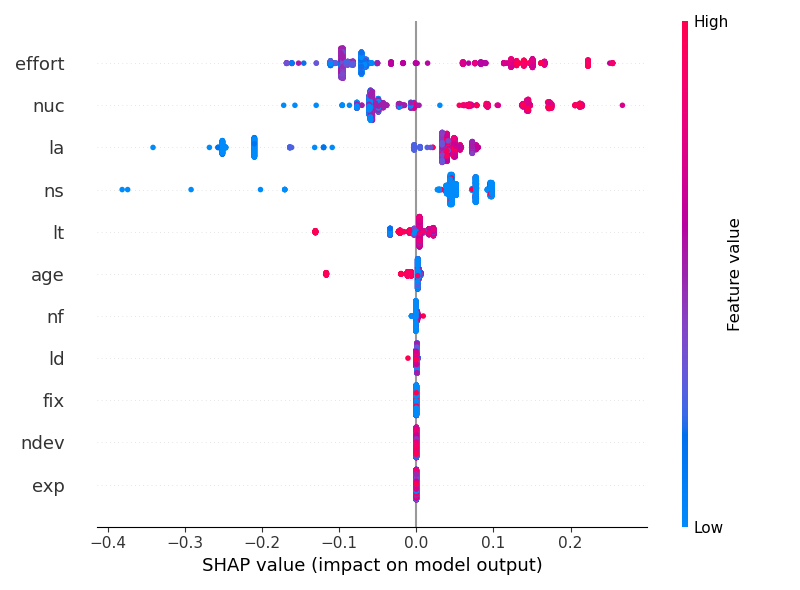 High
effort
nuc
la
ns
lt
age
nf
ld
fix
ndev
exp
Feature value
Low
−0.4 −0.3 −0.2 −0.1 0.0 0.1 0.2
SHAP value (impact on model output)